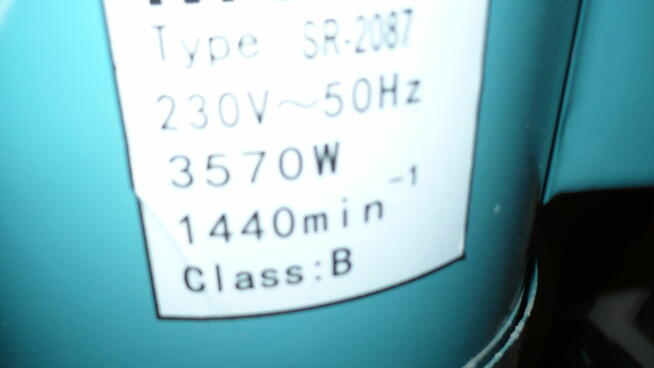 Type SR-2087
230V~50Hz
3570W
1440min⁻¹
Class:B